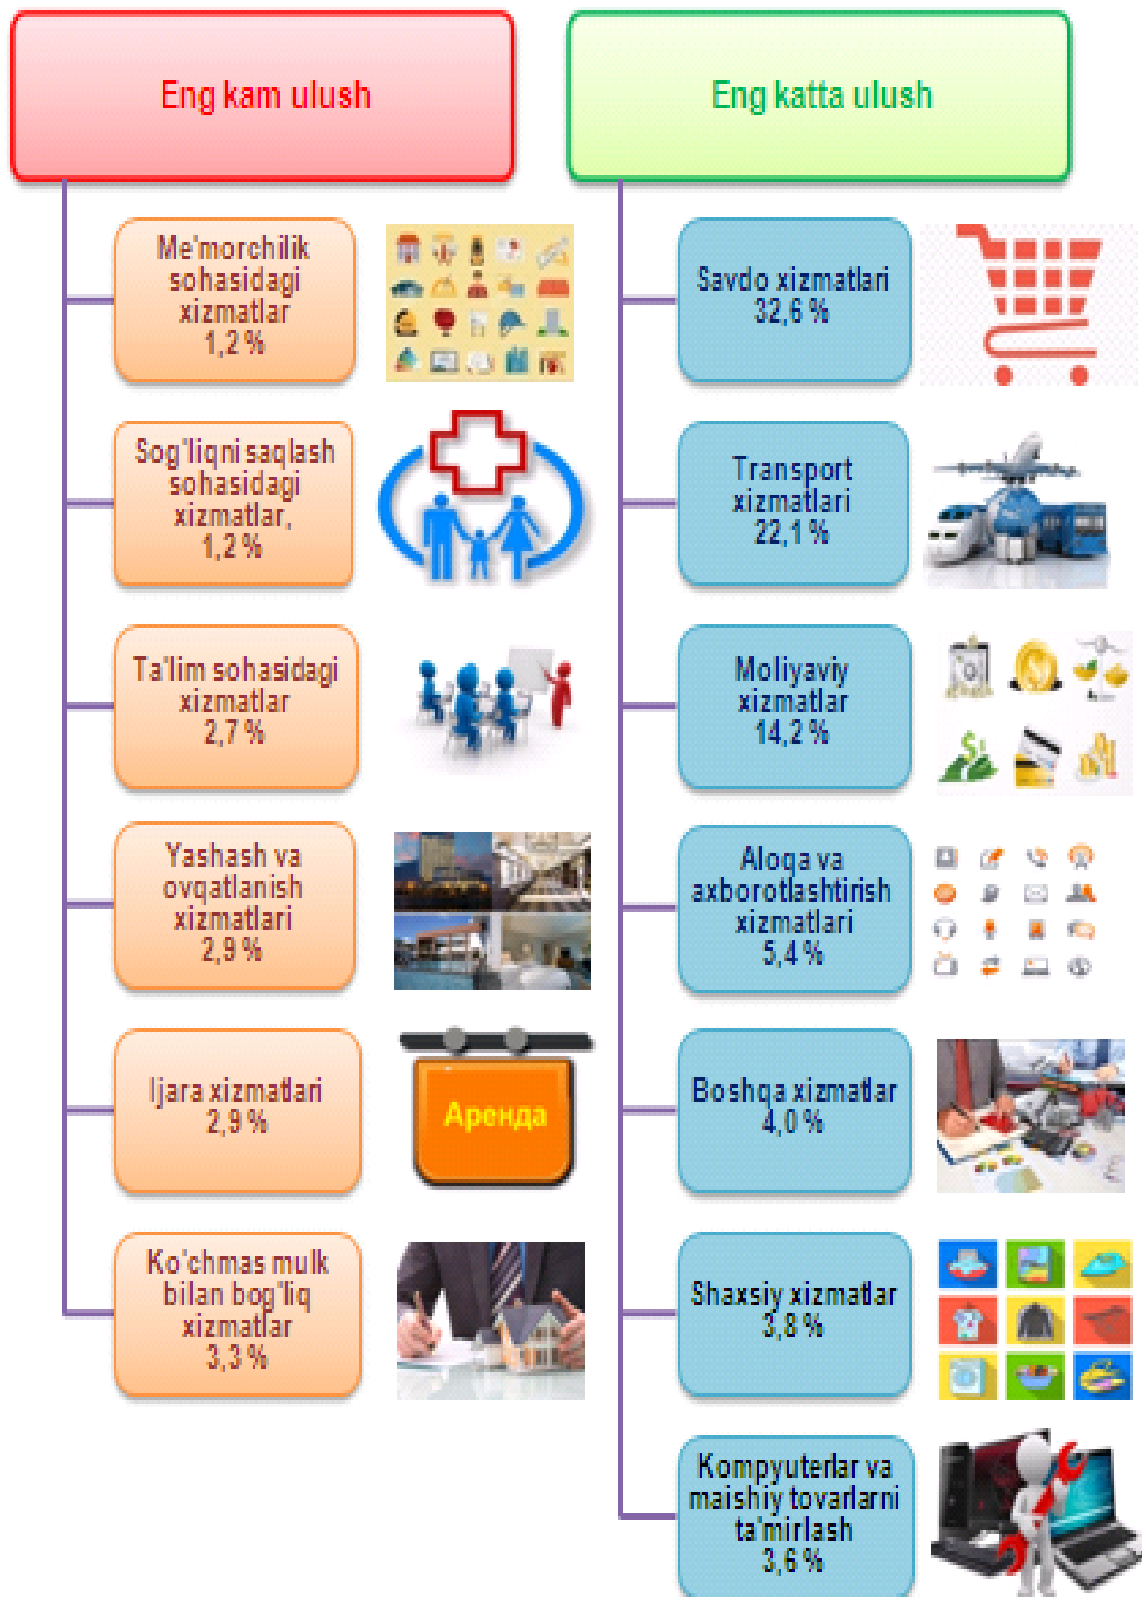 Eng kam ulush
Me'morchilik
sohasidagi
xizmatlar
1,2 %
Sog'liqni saqlash
sohasidagi
xizmatlar,
1,2 %
Ta'lim sohasidagi
xizmatlar
2,7 %
Yashash va
ovqatlanish
xizmatlari
2,9 %
Ijara xizmatlari
2,9 %
Аренда
Ko'chmas mulk
bilan bog'liq
xizmatlar
3,3 %
Eng katta ulush
Savdo xizmatlari
32,6 %
Transport
xizmatlari
22,1 %
Moliyaviy
xizmatlar
14,2 %
Aloqa va
axborotlashtirish
xizmatlari
5,4 %
Boshqa xizmatlar
4,0 %
Shaxsiy xizmatlar
3,8 %
Kompyuterlar va
maishiy tovarlarni
ta'mirlash
3,6 %